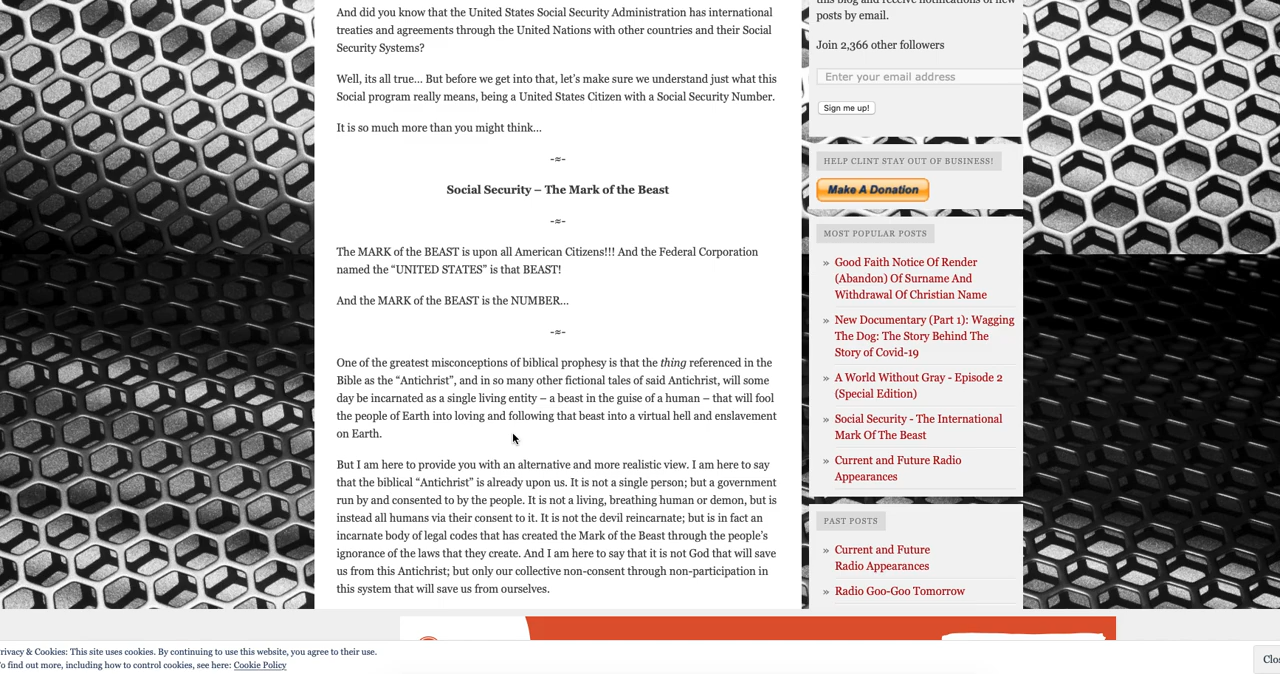 And did you know that the United States Social Security Administration has international
treaties and agreements through the United Nations with other countries and their Social
Security Systems?
Well, its all true... But before we get into that, let's make sure we understand just what this
Social program really means, being a United States Citizen with a Social Security Number.
It is so much more than you might think...
-≈-
Social Security – The Mark of the Beast
-≈-
The MARK of the BEAST is upon all American Citizens!!! And the Federal Corporation
named the “UNITED STATES” is that BEAST!
And the MARK of the BEAST is the NUMBER...
-≈-
One of the greatest misconceptions of biblical prophesy is that the thing referenced in the
Bible as the “Antichrist”, and in so many other fictional tales of said Antichrist, will some
day be incarnated as a single living entity – a beast in the guise of a human – that will fool
the people of Earth into loving and following that beast into a virtual hell and enslavement
on Earth.
But I am here to provide you with an alternative and more realistic view. I am here to say
that the biblical “Antichrist” is already upon us. It is not a single person; but a government
run by and consented to by the people. It is not a living, breathing human or demon, but is
instead all humans via their consent to it. It is not the devil reincarnate; but is in fact an
incarnate body of legal codes that has created the Mark of the Beast through the people's
ignorance of the laws that they create. And I am here to say that it is not God that will save
us from this Antichrist; but only our collective non-consent through non-participation in
this system that will save us from ourselves.
this blog and receive notifications of new
posts by email.
Join 2,366 other followers
Enter your email address
Sign me up!
HELP CLINT STAY OUT OF BUSINESS!
Make A Donation
MOST POPULAR POSTS
» Good Faith Notice Of Render
(Abandon) Of Surname And
Withdrawal Of Christian Name
» New Documentary (Part 1): Wagging
The Dog: The Story Behind The
Story of Covid-19
» A World Without Gray - Episode 2
(Special Edition)
» Social Security - The International
Mark Of The Beast
» Current and Future Radio
Appearances
PAST POSTS
» Current and Future
Radio Appearances
» Radio Goo-Goo Tomorrow
rivacy & Cookies: This site uses cookies. By continuing to use this website, you agree to their use.
o find out more, including how to control cookies, see here: Cookie Policy
Clos